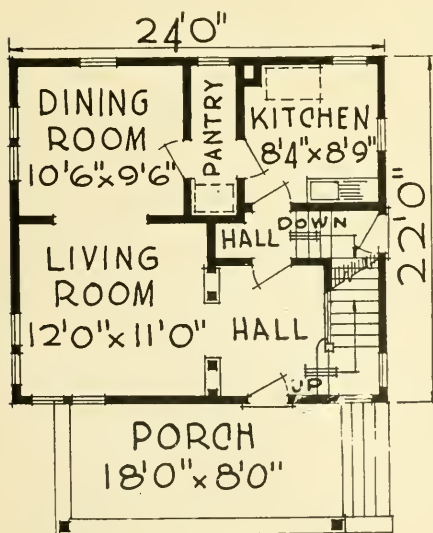 24'0"
DINING
ROOM
10'6"x9'6"
PANTRY
KITCHEN
8'4"x8'9"
22'0"
HALL
DOWN
LIVING
ROOM
12'0"x11'0"
HALL
UP
PORCH
18'0"x8'0"